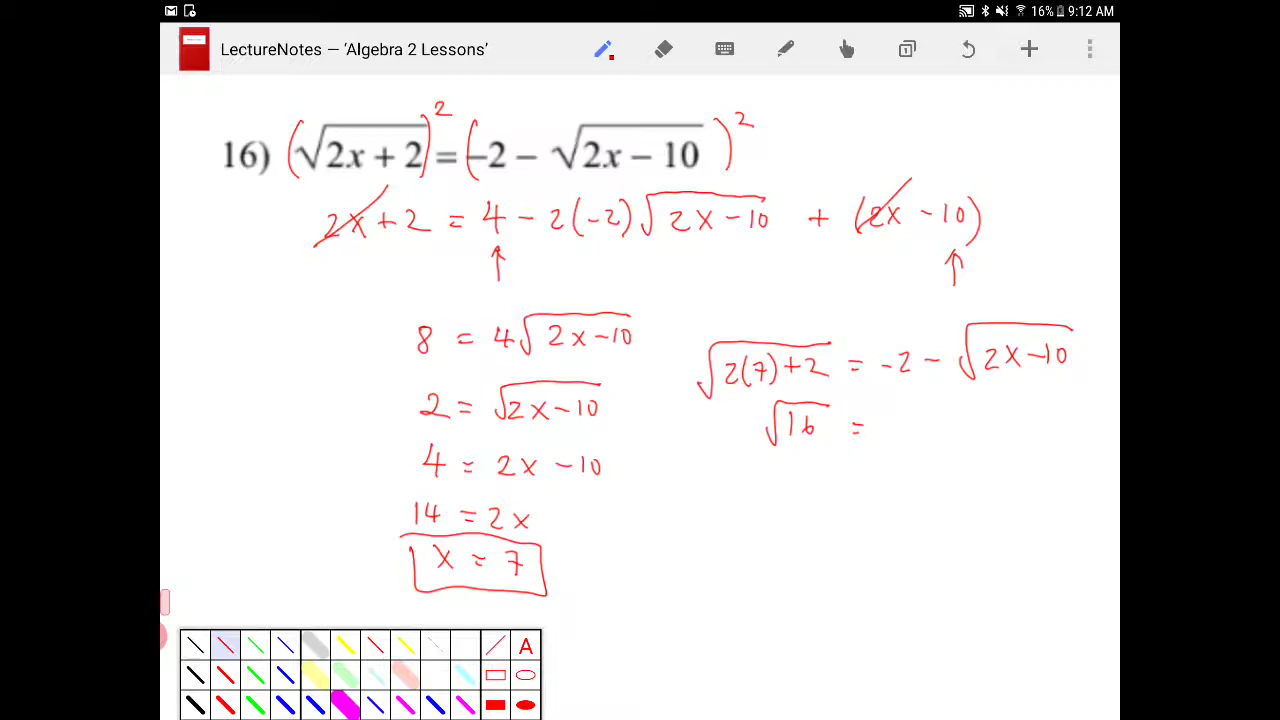 16% 9:12 AM
LectureNotes — ‘Algebra 2 Lessons’
16) (√(2x + 2))² = (-2 − √(2x − 10))²
2x + 2 = 4 - 2(-2)√(2x-10) + (2x - 10)
8 = 4√(2x-10)
2 = √(2x-10)
4 = 2x - 10
14 = 2x
x = 7
√(2(7)+2) = -2 - √(2x-10)
√16 =
A